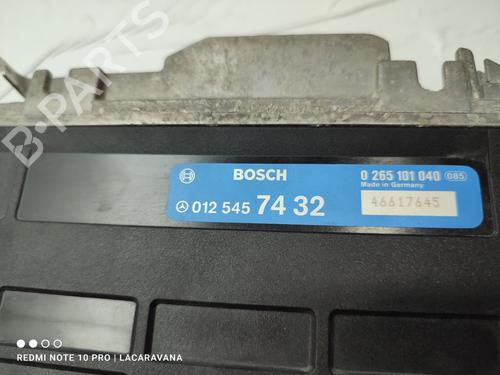 BOSCH
0 265 101 040 085
Made in Germany
012 545 74 32
46617645
B-PARTS
REDMI NOTE 10 PRO | LACARAVANA